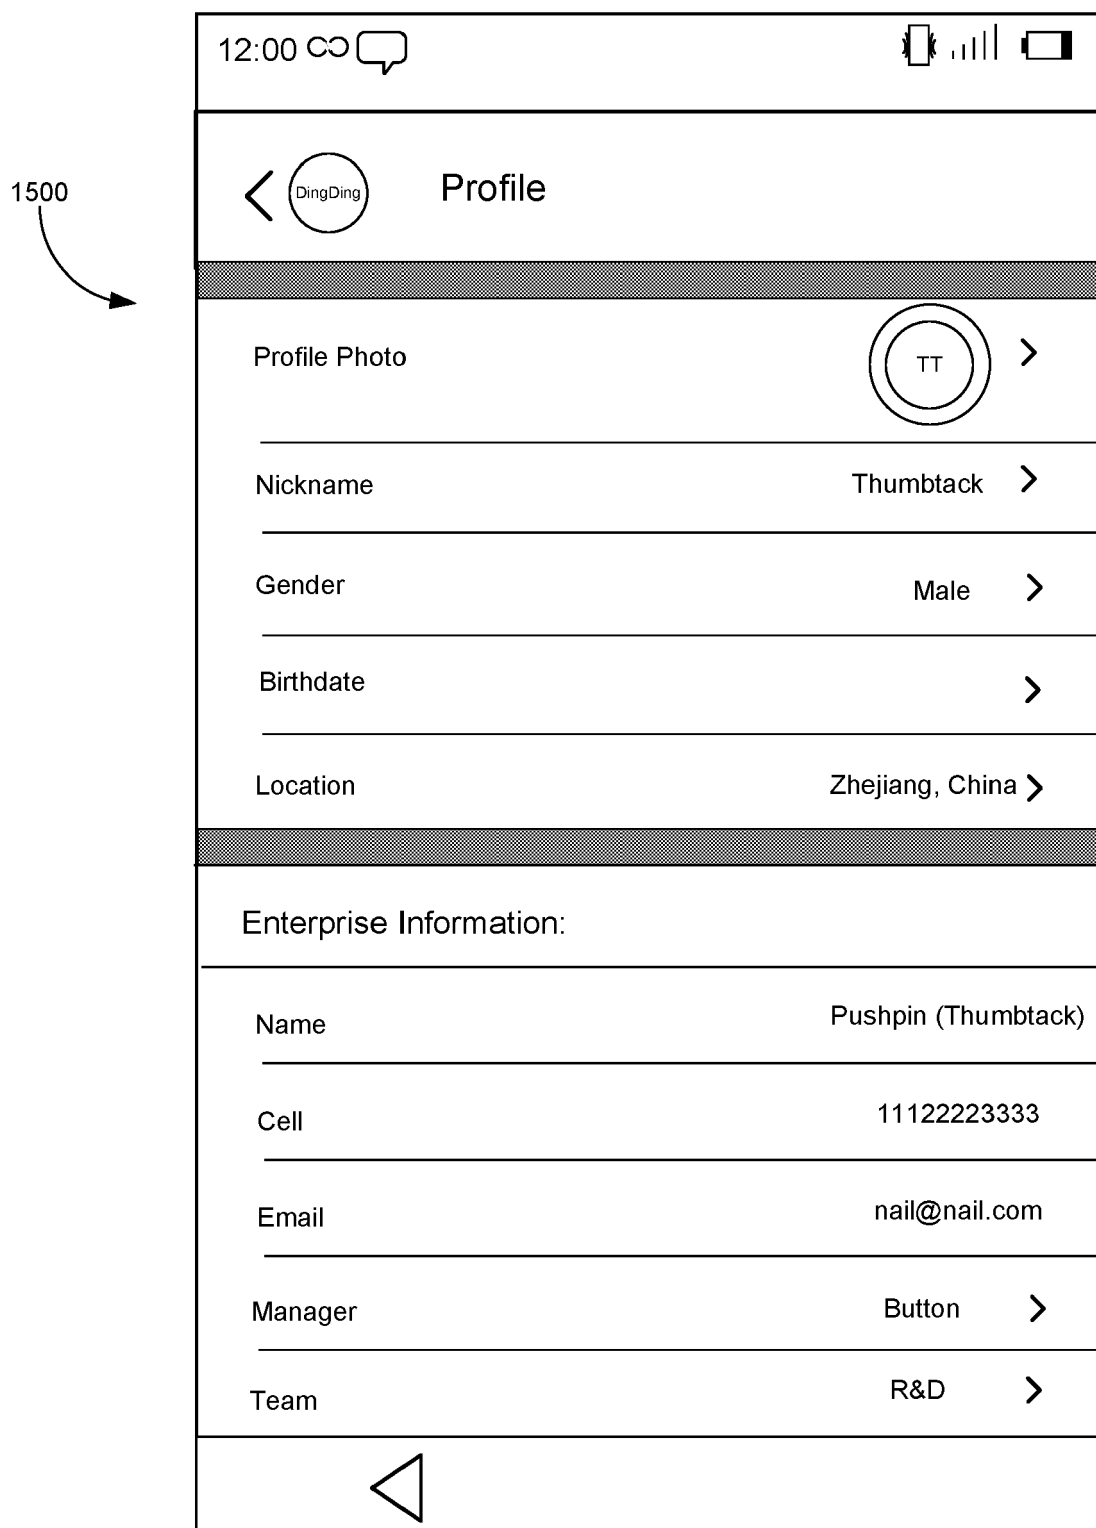 12:00
1500
DingDing Profile
Profile Photo TT
Nickname Thumbtack
Gender Male
Birthdate
Location Zhejiang, China
Enterprise Information:
Name Pushpin (Thumbtack)
Cell 11122223333
Email nail@nail.com
Manager Button
Team R&D